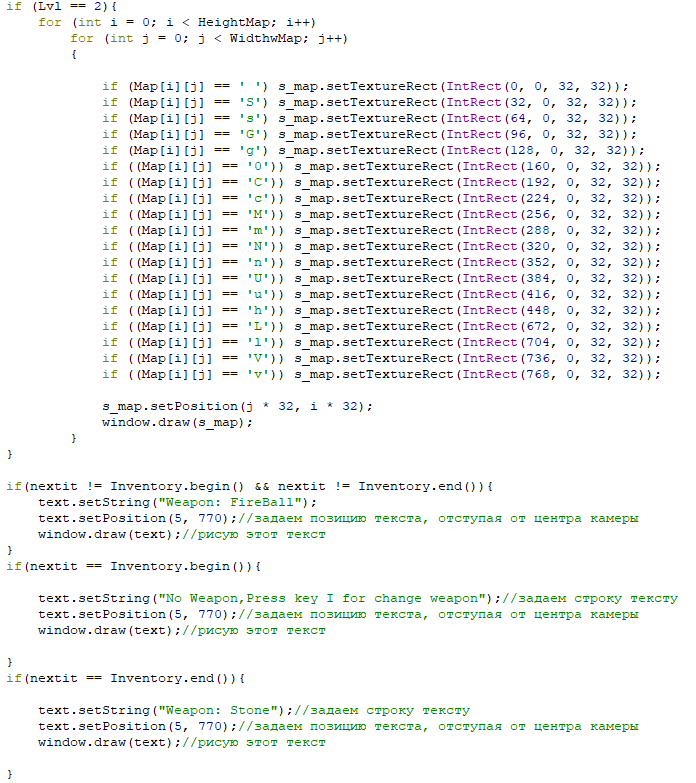 if (Lvl == 2){
    for (int i = 0; i < HeightMap; i++)
        for (int j = 0; j < WidthwMap; j++)
        {

            if (Map[i][j] == ' ') s_map.setTextureRect(IntRect(0, 0, 32, 32));
            if (Map[i][j] == 'S') s_map.setTextureRect(IntRect(32, 0, 32, 32));
            if (Map[i][j] == 's') s_map.setTextureRect(IntRect(64, 0, 32, 32));
            if (Map[i][j] == 'G') s_map.setTextureRect(IntRect(96, 0, 32, 32));
            if (Map[i][j] == 'g') s_map.setTextureRect(IntRect(128, 0, 32, 32));
            if ((Map[i][j] == '0')) s_map.setTextureRect(IntRect(160, 0, 32, 32));
            if ((Map[i][j] == 'C')) s_map.setTextureRect(IntRect(192, 0, 32, 32));
            if ((Map[i][j] == 'c')) s_map.setTextureRect(IntRect(224, 0, 32, 32));
            if ((Map[i][j] == 'M')) s_map.setTextureRect(IntRect(256, 0, 32, 32));
            if ((Map[i][j] == 'm')) s_map.setTextureRect(IntRect(288, 0, 32, 32));
            if ((Map[i][j] == 'N')) s_map.setTextureRect(IntRect(320, 0, 32, 32));
            if ((Map[i][j] == 'n')) s_map.setTextureRect(IntRect(352, 0, 32, 32));
            if ((Map[i][j] == 'U')) s_map.setTextureRect(IntRect(384, 0, 32, 32));
            if ((Map[i][j] == 'u')) s_map.setTextureRect(IntRect(416, 0, 32, 32));
            if ((Map[i][j] == 'h')) s_map.setTextureRect(IntRect(448, 0, 32, 32));
            if ((Map[i][j] == 'L')) s_map.setTextureRect(IntRect(672, 0, 32, 32));
            if ((Map[i][j] == 'l')) s_map.setTextureRect(IntRect(704, 0, 32, 32));
            if ((Map[i][j] == 'V')) s_map.setTextureRect(IntRect(736, 0, 32, 32));
            if ((Map[i][j] == 'v')) s_map.setTextureRect(IntRect(768, 0, 32, 32));

            s_map.setPosition(j * 32, i * 32);
            window.draw(s_map);
        }
}

if(nextit != Inventory.begin() && nextit != Inventory.end()){
    text.setString("Weapon: FireBall");
    text.setPosition(5, 770);//задаем позицию текста, отступая от центра камеры
    window.draw(text);//рисую этот текст
}
if(nextit == Inventory.begin()){

    text.setString("No Weapon,Press key I for change weapon");//задаем строку тексту
    text.setPosition(5, 770);//задаем позицию текста, отступая от центра камеры
    window.draw(text);//рисую этот текст

}
if(nextit == Inventory.end()){

    text.setString("Weapon: Stone");//задаем строку тексту
    text.setPosition(5, 770);//задаем позицию текста, отступая от центра камеры
    window.draw(text);//рисую этот текст

}